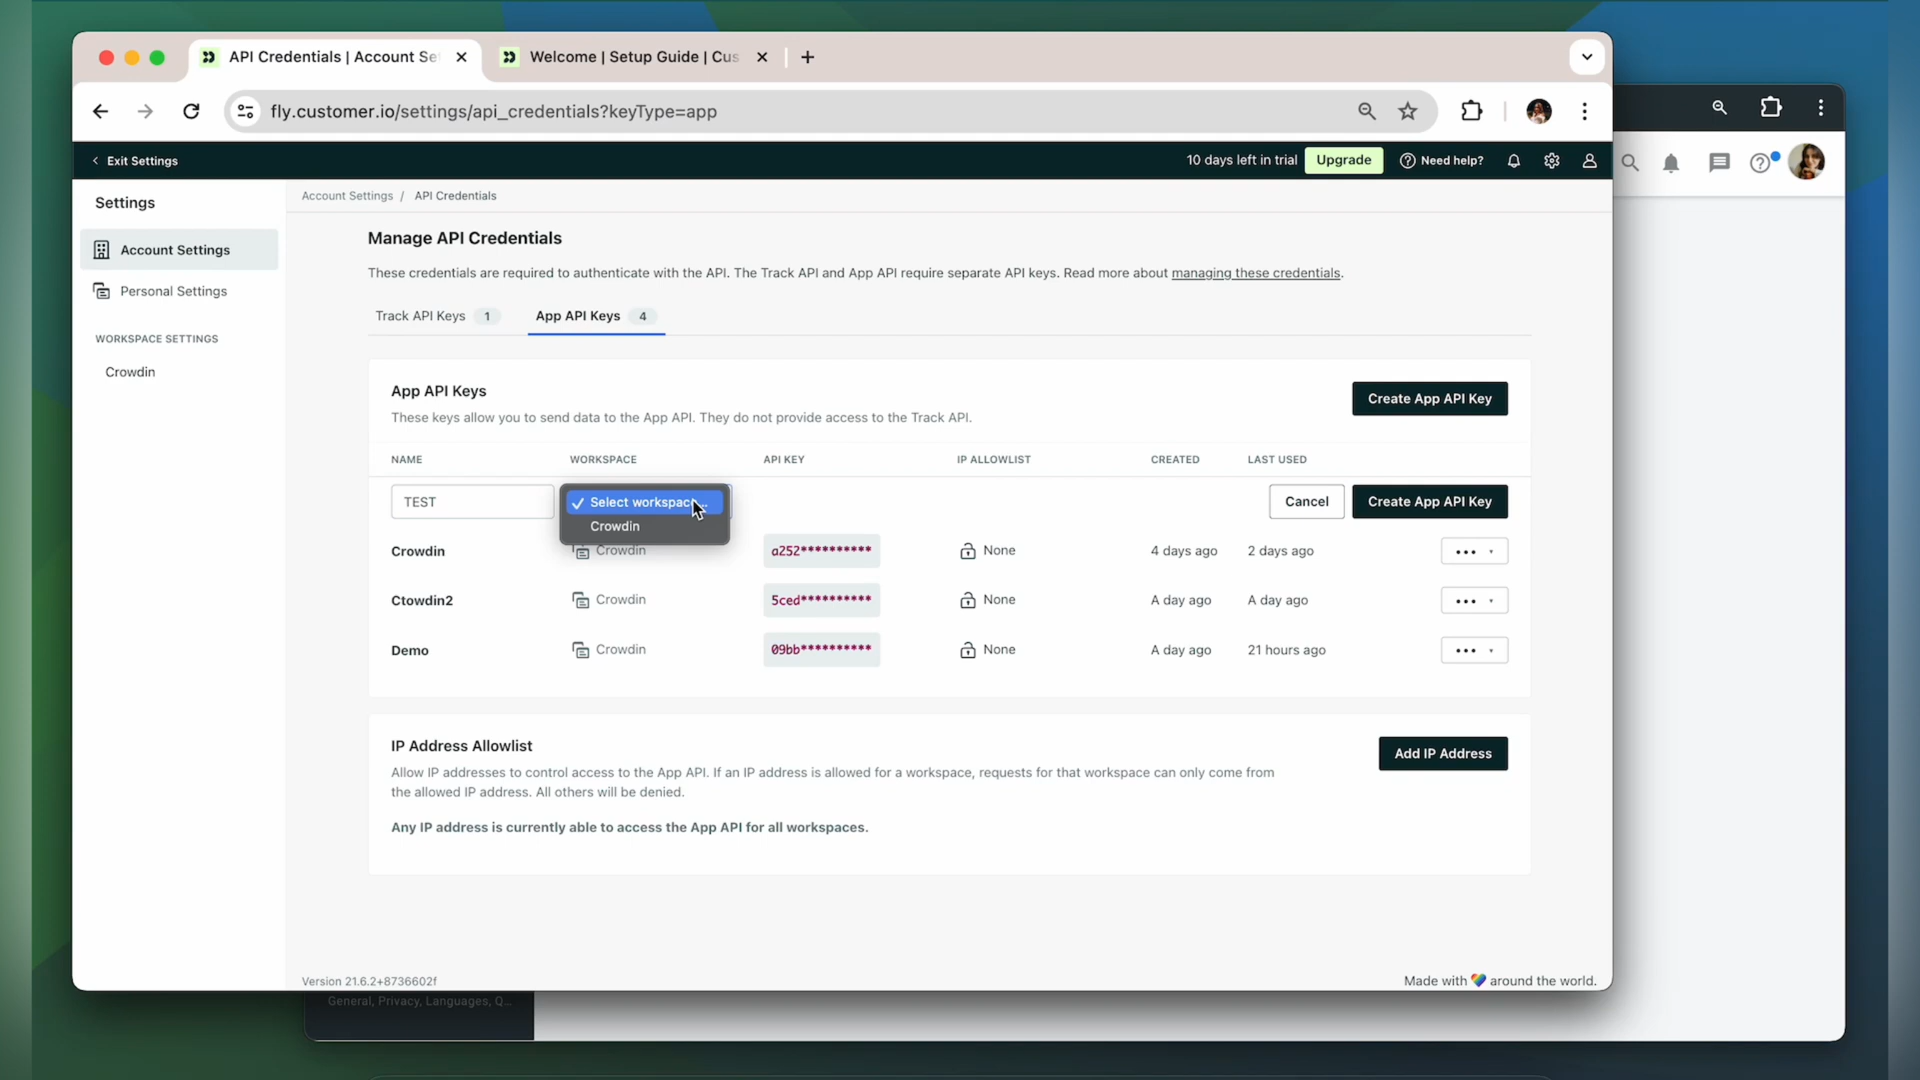 API Credentials | Account Se
Welcome | Setup Guide | Cus
fly.customer.io/settings/api_credentials?keyType=app
Exit Settings
10 days left in trial
Upgrade
Need help?
Settings
Account Settings
Personal Settings
WORKSPACE SETTINGS
Crowdin
Account Settings / API Credentials
Manage API Credentials
These credentials are required to authenticate with the API. The Track API and App API require separate API keys. Read more about managing these credentials.
Track API Keys 1
App API Keys 4
App API Keys
These keys allow you to send data to the App API. They do not provide access to the Track API.
Create App API Key
NAME WORKSPACE API KEY IP ALLOWLIST CREATED LAST USED
TEST
Select workspace...
Crowdin
Cancel
Create App API Key
Crowdin Crowdin a252********** None 4 days ago 2 days ago
Ctowdin2 Crowdin 5ced********** None A day ago A day ago
Demo Crowdin 09bb********** None A day ago 21 hours ago
IP Address Allowlist
Allow IP addresses to control access to the App API. If an IP address is allowed for a workspace, requests for that workspace can only come from
the allowed IP address. All others will be denied.
Any IP address is currently able to access the App API for all workspaces.
Add IP Address
Version 21.6.2+8736602f
Made with around the world.
General, Privacy, Languages, Q...